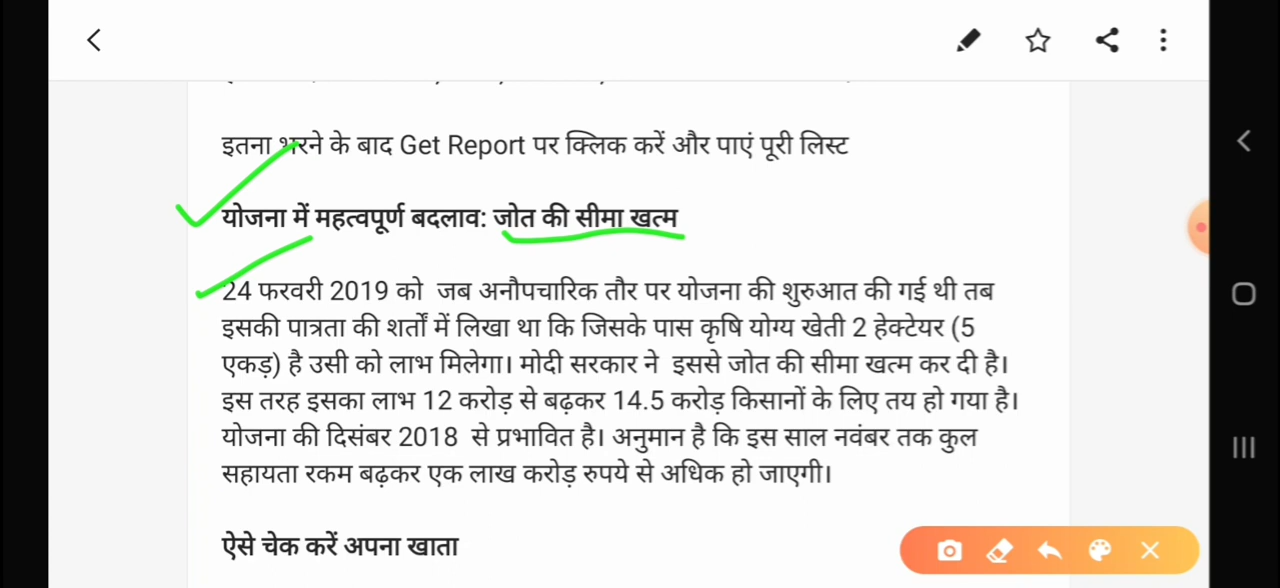 इतना भरने के बाद Get Report पर क्लिक करें और पाएं पूरी लिस्ट
योजना में महत्वपूर्ण बदलाव: जोत की सीमा खत्म
24 फरवरी 2019 को जब अनौपचारिक तौर पर योजना की शुरुआत की गई थी तब
इसकी पात्रता की शर्तों में लिखा था कि जिसके पास कृषि योग्य खेती 2 हेक्टेयर (5
एकड़) है उसी को लाभ मिलेगा। मोदी सरकार ने इससे जोत की सीमा खत्म कर दी है।
इस तरह इसका लाभ 12 करोड़ से बढ़कर 14.5 करोड़ किसानों के लिए तय हो गया है।
योजना की दिसंबर 2018 से प्रभावित है। अनुमान है कि इस साल नवंबर तक कुल
सहायता रकम बढ़कर एक लाख करोड़ रुपये से अधिक हो जाएगी।
ऐसे चेक करें अपना खाता